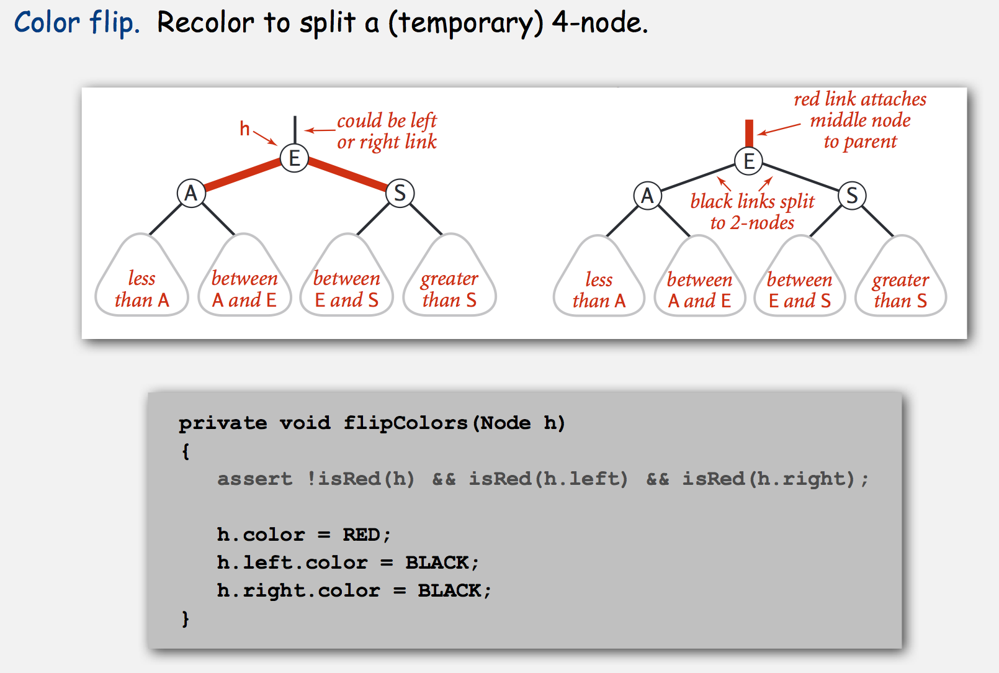 Color flip. Recolor to split a (temporary) 4-node.
h
could be left
or right link
E
A
S
less
than A
between
A and E
between
E and S
greater
than S
red link attaches
middle node
to parent
E
A
S
black links split
to 2-nodes
less
than A
between
A and E
between
E and S
greater
than S
private void flipColors(Node h)
{
   assert !isRed(h) && isRed(h.left) && isRed(h.right);
   h.color = RED;
   h.left.color = BLACK;
   h.right.color = BLACK;
}